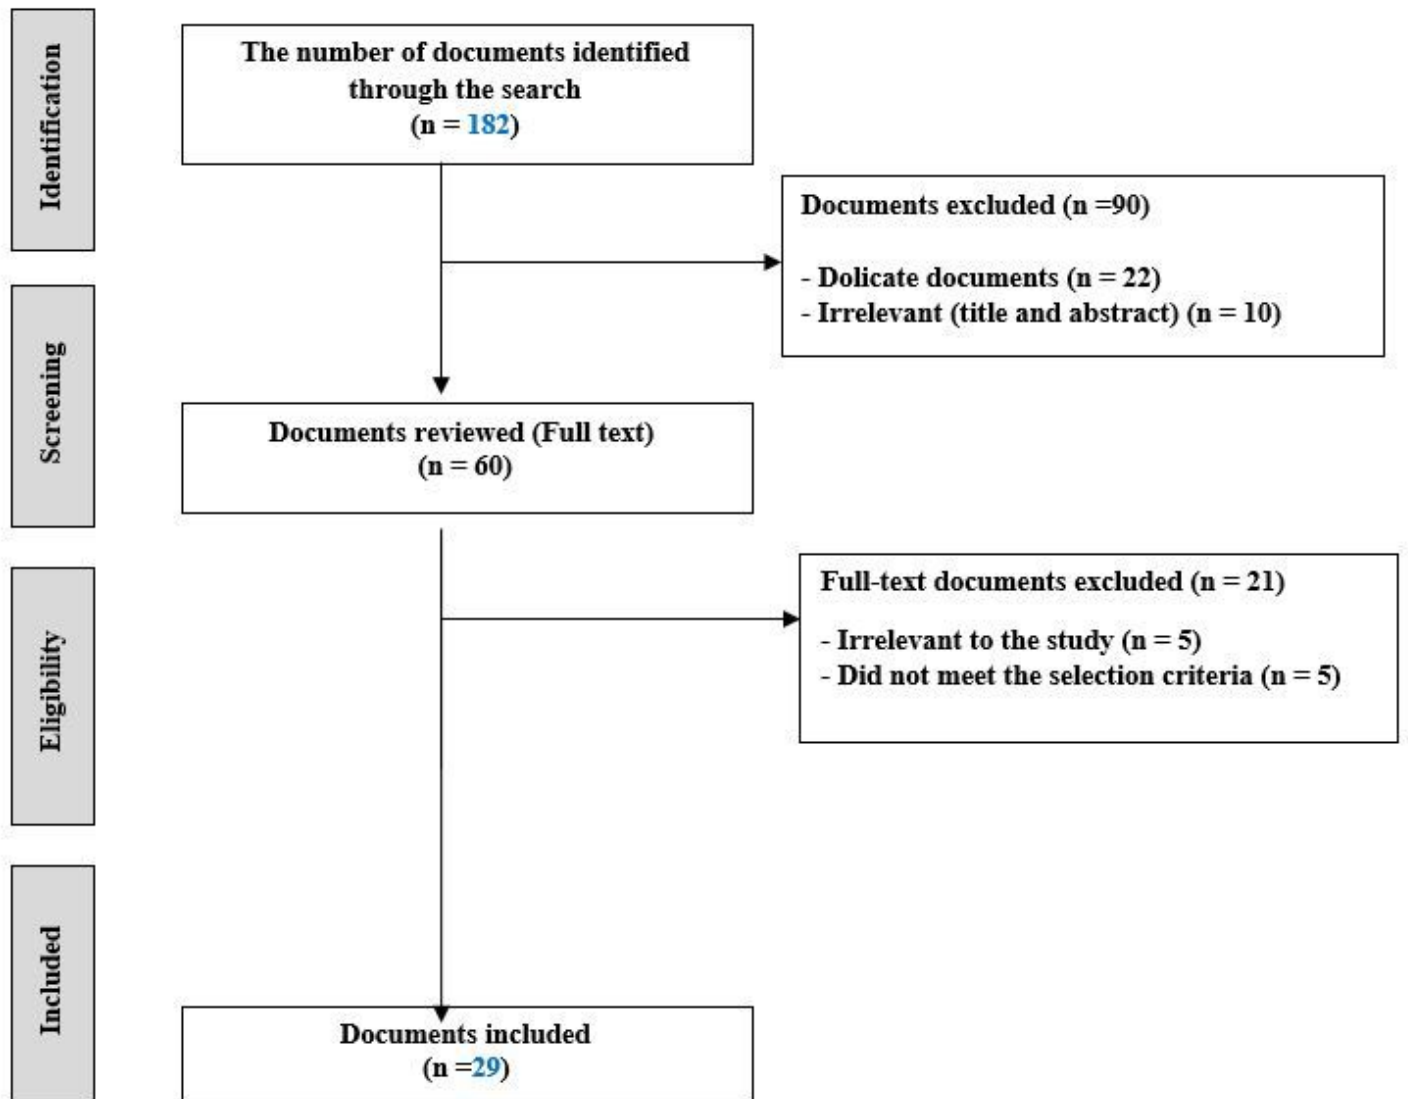 Identification
The number of documents identified
through the search
(n = 182)
Documents excluded (n =90)
- Dolicate documents (n = 22)
- Irrelevant (title and abstract) (n = 10)
Screening
Documents reviewed (Full text)
(n = 60)
Eligibility
Full-text documents excluded (n = 21)
- Irrelevant to the study (n = 5)
- Did not meet the selection criteria (n = 5)
Included
Documents included
(n =29)